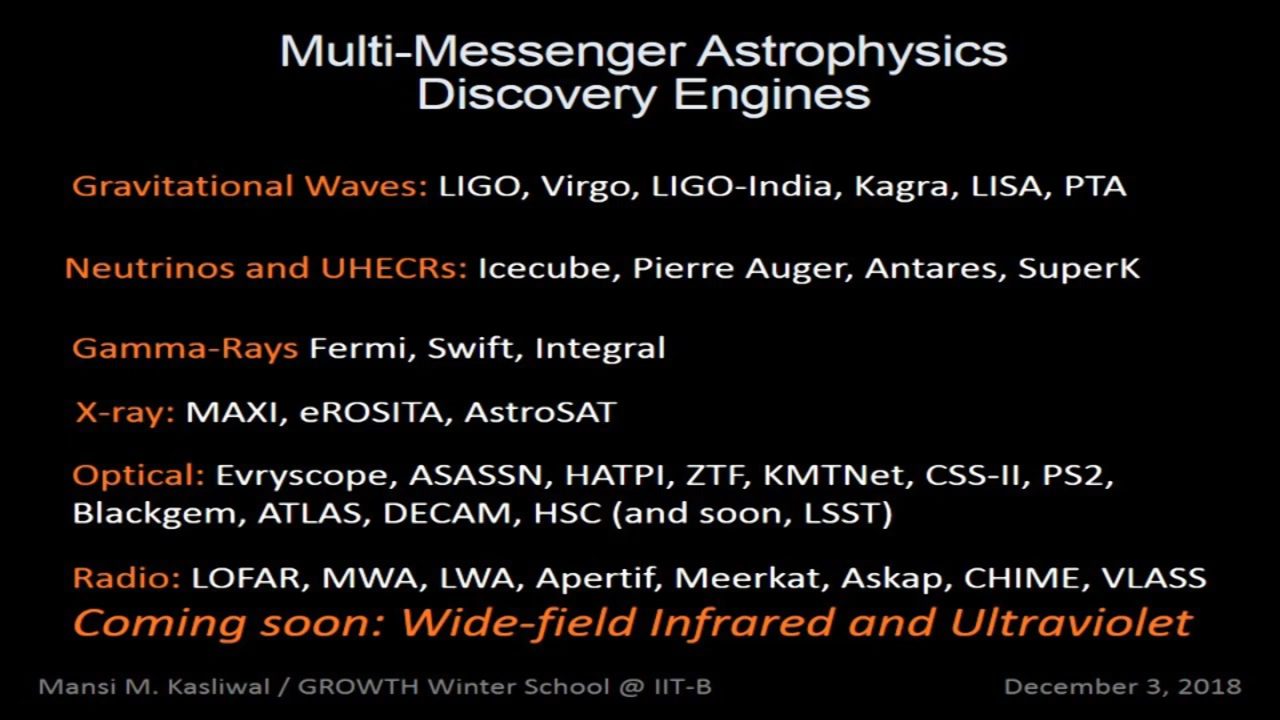 Multi-Messenger Astrophysics
Discovery Engines
Gravitational Waves: LIGO, Virgo, LIGO-India, Kagra, LISA, PTA
Neutrinos and UHECRs: Icecube, Pierre Auger, Antares, SuperK
Gamma-Rays Fermi, Swift, Integral
X-ray: MAXI, eROSITA, AstroSAT
Optical: Evryscope, ASASSN, HATPI, ZTF, KMTNet, CSS-II, PS2,
Blackgem, ATLAS, DECAM, HSC (and soon, LSST)
Radio: LOFAR, MWA, LWA, Apertif, Meerkat, Askap, CHIME, VLASS
Coming soon: Wide-field Infrared and Ultraviolet
Mansi M. Kasliwal / GROWTH Winter School @ IIT-B December 3, 2018